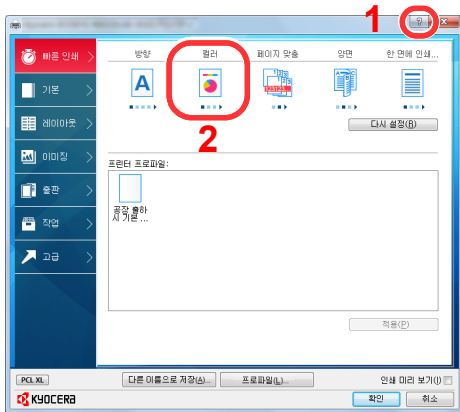 1
?
빠른 인쇄
기본
레이아웃
이미징
출판
작업
고급
방향
컬러
페이지 맞춤
양면
한 면에 인쇄...
A
123
2
다시 설정(R)
프린터 프로파일:
공장 출하
시 기본 ...
적용(P)
PCL XL
다른 이름으로 저장(A)...
프로파일(L)...
인쇄 미리 보기(I)
KYOCERA
확인
취소